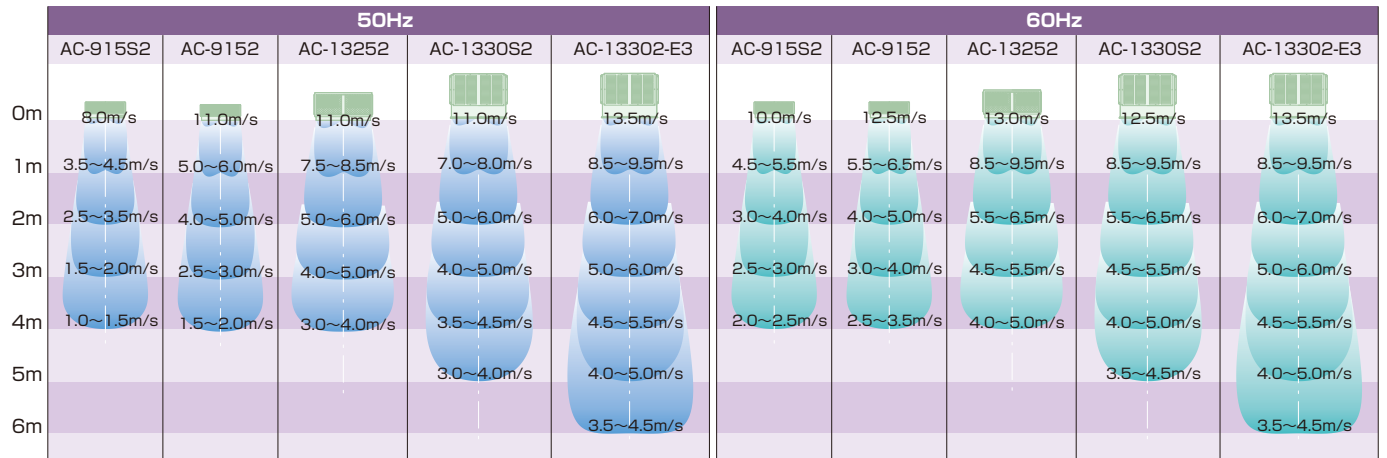 50Hz 60Hz
AC-915S2 AC-9152 AC-13252 AC-1330S2 AC-13302-E3 AC-915S2 AC-9152 AC-13252 AC-1330S2 AC-13302-E3
0m 8.0m/s 11.0m/s 11.0m/s 11.0m/s 13.5m/s 10.0m/s 12.5m/s 13.0m/s 12.5m/s 13.5m/s
1m 3.5～4.5m/s 5.0～6.0m/s 7.5～8.5m/s 7.0～8.0m/s 8.5～9.5m/s 4.5～5.5m/s 5.5～6.5m/s 8.5～9.5m/s 8.5～9.5m/s 8.5～9.5m/s
2m 2.5～3.5m/s 4.0～5.0m/s 5.0～6.0m/s 5.0～6.0m/s 6.0～7.0m/s 3.0～4.0m/s 4.0～5.0m/s 5.5～6.5m/s 5.5～6.5m/s 6.0～7.0m/s
3m 1.5～2.0m/s 2.5～3.0m/s 4.0～5.0m/s 4.0～5.0m/s 5.0～6.0m/s 2.5～3.0m/s 3.0～4.0m/s 4.5～5.5m/s 4.5～5.5m/s 5.0～6.0m/s
4m 1.0～1.5m/s 1.5～2.0m/s 3.0～4.0m/s 3.5～4.5m/s 4.5～5.5m/s 2.0～2.5m/s 2.5～3.5m/s 4.0～5.0m/s 4.0～5.0m/s 4.5～5.5m/s
5m 3.0～4.0m/s 4.0～5.0m/s 3.5～4.5m/s 4.0～5.0m/s
6m 3.5～4.5m/s 3.5～4.5m/s